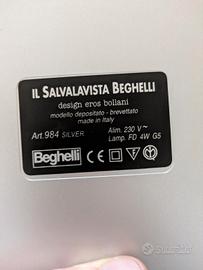 IL SALVALAVISTA BEGHELLI
design eros bollani
modello depositato - brevettato
made in Italy
Art. 984 SILVER
Alim. 230 V ~
Lamp. FD 4W G5
Beghelli
subito